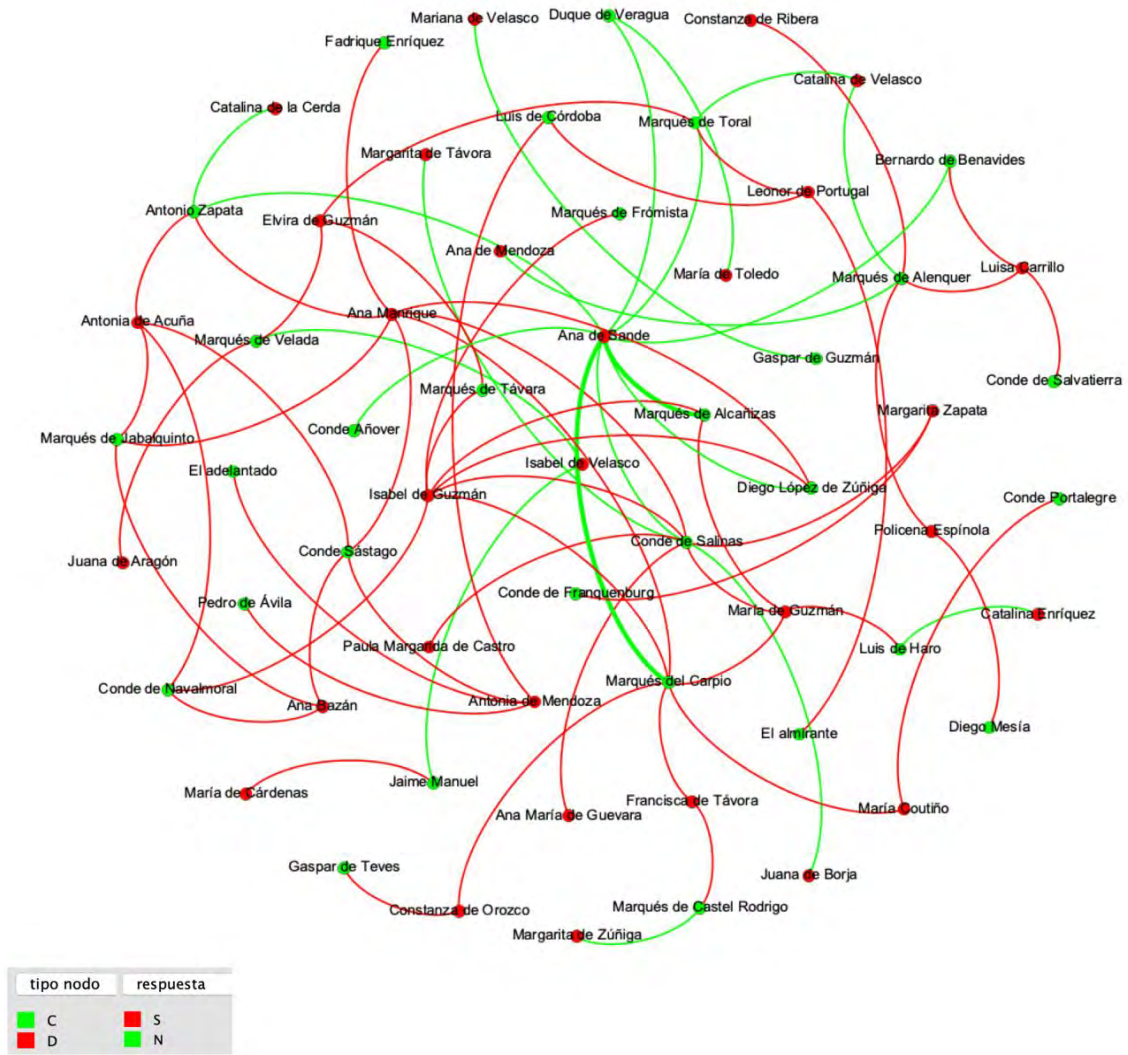 Mariana de Velasco
Duque de Veragua
Constanza de Ribera
Fadrique Enríquez
Catalina de Velasco
Catalina de la Cerda
Luis de Córdoba
Marqués de Toral
Margarita de Távora
Bernardo de Benavides
Leonor de Portugal
Antonio Zapata
Elvira de Guzmán
Marqués de Frómista
Ana de Mendoza
María de Toledo
Marqués de Alenquer
Luisa Carrillo
Antonia de Acuña
Ana Manrique
Marqués de Velada
Ana de Sande
Gaspar de Guzmán
Conde de Salvatierra
Marqués de Távara
Margarita Zapata
Marqués de Alcañizas
Conde Añover
Marqués de Jabalquinto
El adelantado
Isabel de Velasco
Isabel de Guzmán
Diego López de Zúñiga
Conde Portalegre
Policena Espínola
Conde de Salinas
Conde Sástago
Juana de Aragón
Conde de Franquenburg
Pedro de Ávila
María de Guzmán
Catalina Enríquez
Paula Margarida de Castro
Luis de Haro
Marqués del Carpio
Conde de Navalmoral
Ana Bazán
Antonia de Mendoza
El almirante
Diego Mesía
María de Cárdenas
Jaime Manuel
Francisca de Távora
María Coutiño
Ana María de Guevara
Gaspar de Teves
Juana de Borja
Constanza de Orozco
Marqués de Castel Rodrigo
Margarita de Zúñiga
tipo nodo
respuesta
C
S
D
N